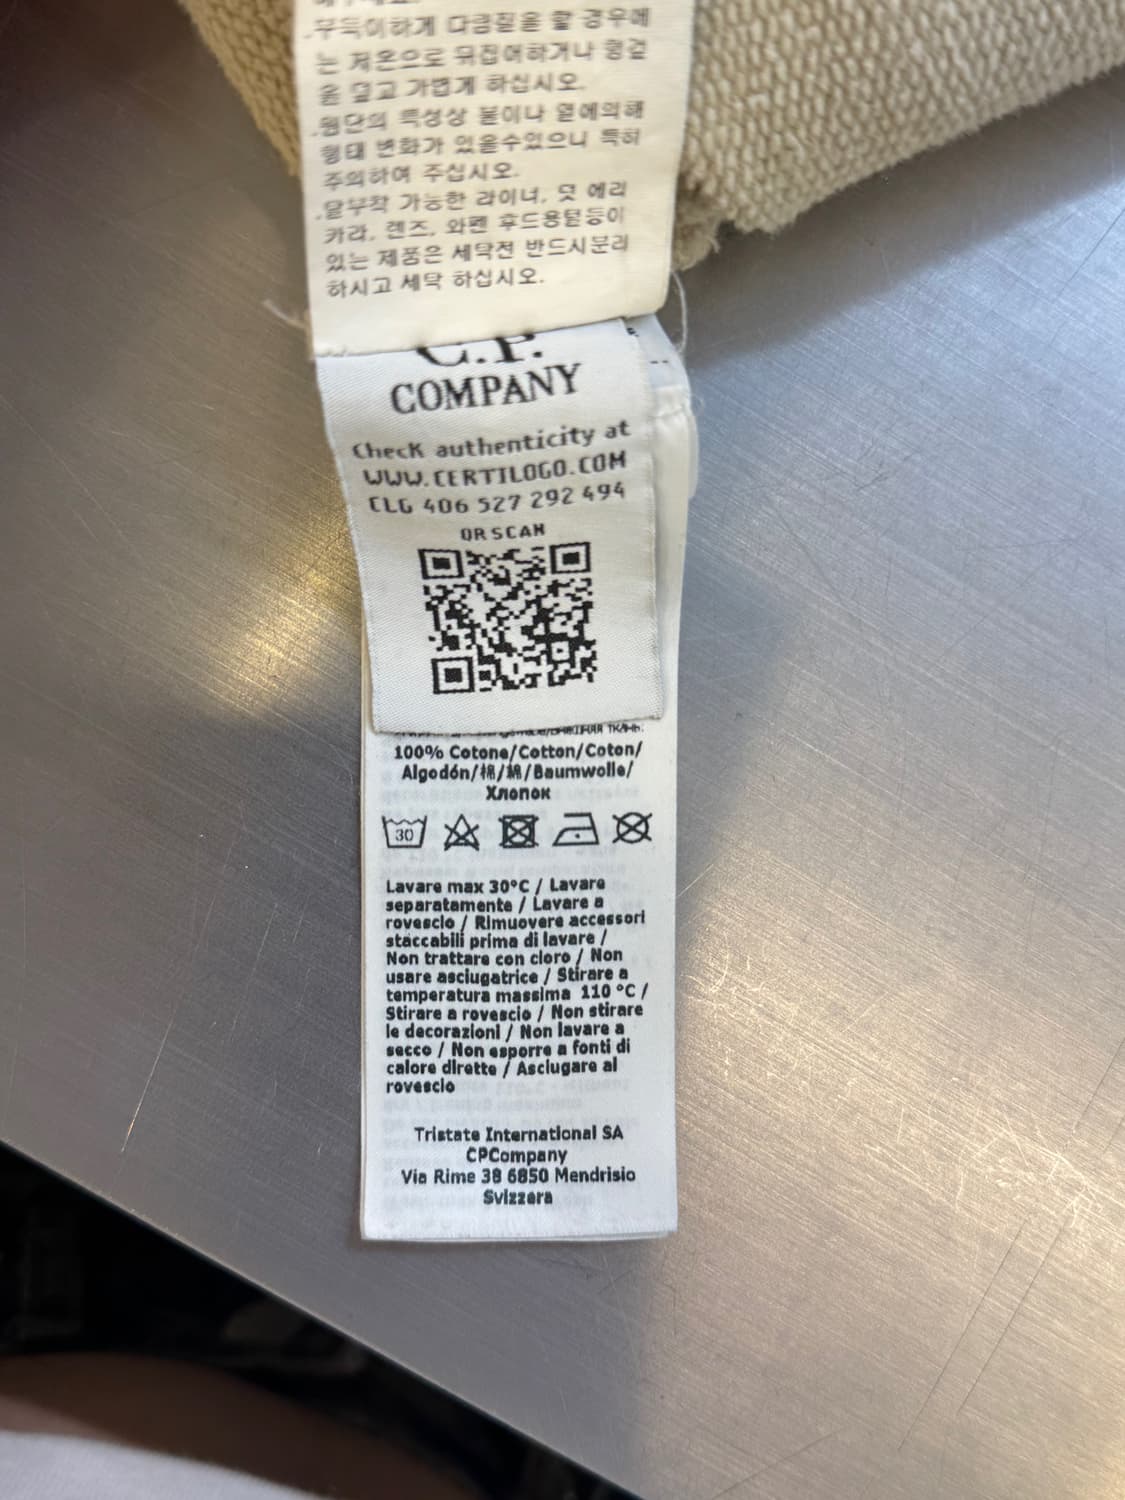 .부득이하게 다림질을 할 경우에
는 저온으로 뒤집어하거나 헝겊
을 덮고 가볍게 하십시오.
.원단의 특성상 불이나 열에의해
형태 변화가 있을수있으니 특히
주의하여 주십시오.
.탈부착 가능한 라이너, 덧 에리
카라, 렌즈, 와펜 후드용털등이
있는 제품은 세탁전 반드시분리
하시고 세탁 하십시오.
C.P.
COMPANY
Check authenticity at
WWW.CERTILOGO.COM
CLG 406 527 292 494
QR SCAN
100% Cotone/Cotton/Coton/
Algodón/棉/綿/Baumwolle/
Хлопок
30
Lavare max 30°C / Lavare
separatamente / Lavare a
rovescio / Rimuovere accessori
staccabili prima di lavare /
Non trattare con cloro / Non
usare asciugatrice / Stirare a
temperatura massima 110 °C /
Stirare a rovescio / Non stirare
le decorazioni / Non lavare a
secco / Non esporre a fonti di
calore dirette / Asciugare al
rovescio
Tristate International SA
CPCompany
Via Rime 38 6850 Mendrisio
Svizzera